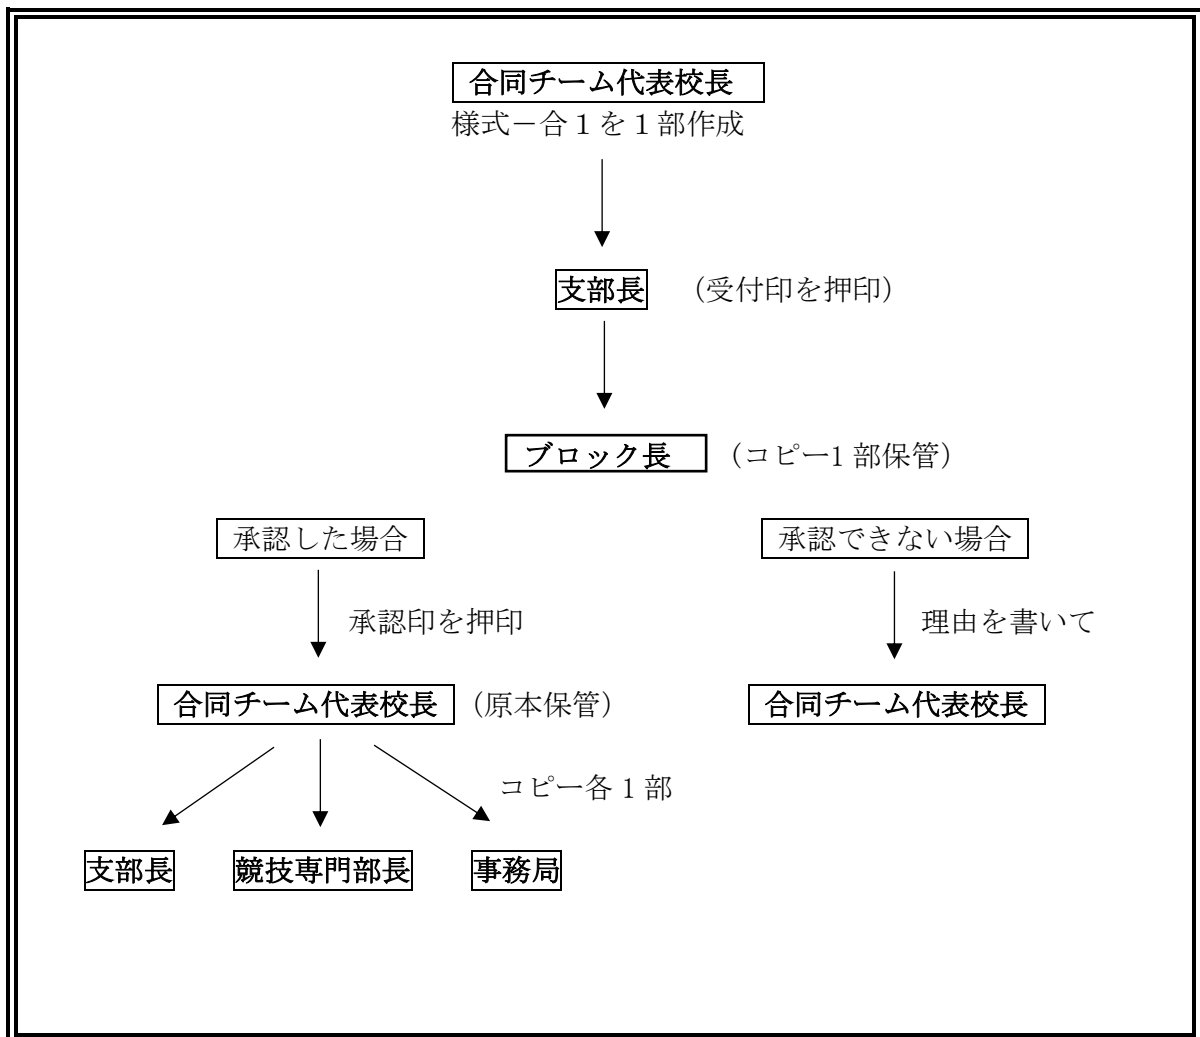 合同チーム代表校長
様式－合１を１部作成
支部長 （受付印を押印）
ブロック長 （コピー1 部保管）
承認した場合 承認できない場合
承認印を押印 理由を書いて
合同チーム代表校長 （原本保管） 合同チーム代表校長
コピー各 1 部
支部長 競技専門部長 事務局